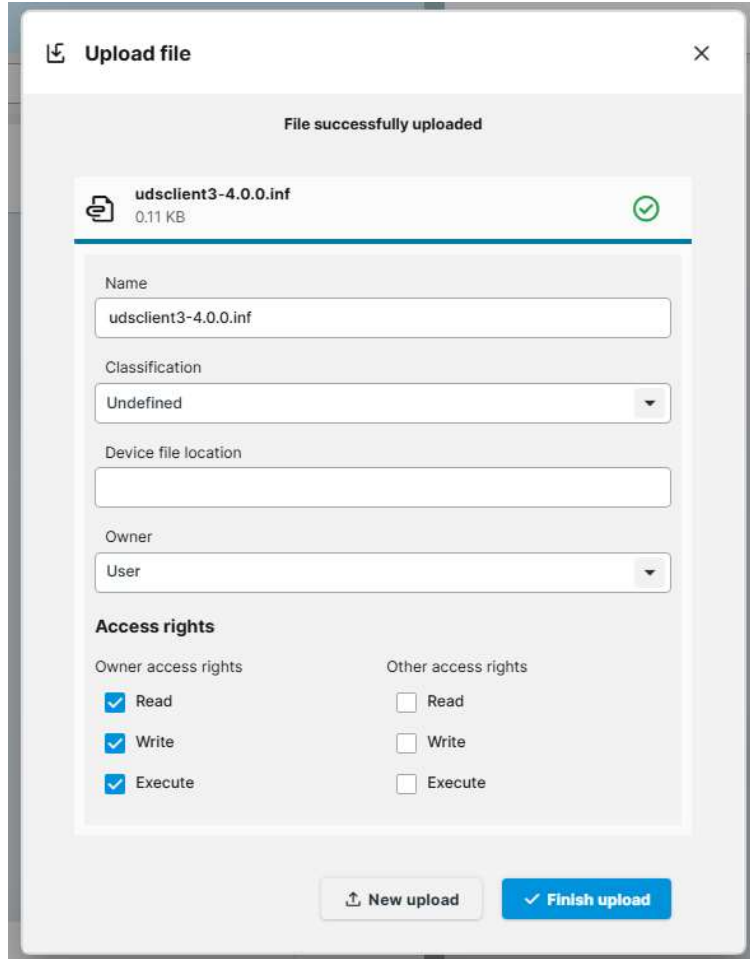 Upload file
File successfully uploaded
udsclient3-4.0.0.inf
0.11 KB
Name
udsclient3-4.0.0.inf
Classification
Undefined
Device file location
Owner
User
Access rights
Owner access rights
Other access rights
Read
Read
Write
Write
Execute
Execute
New upload
Finish upload